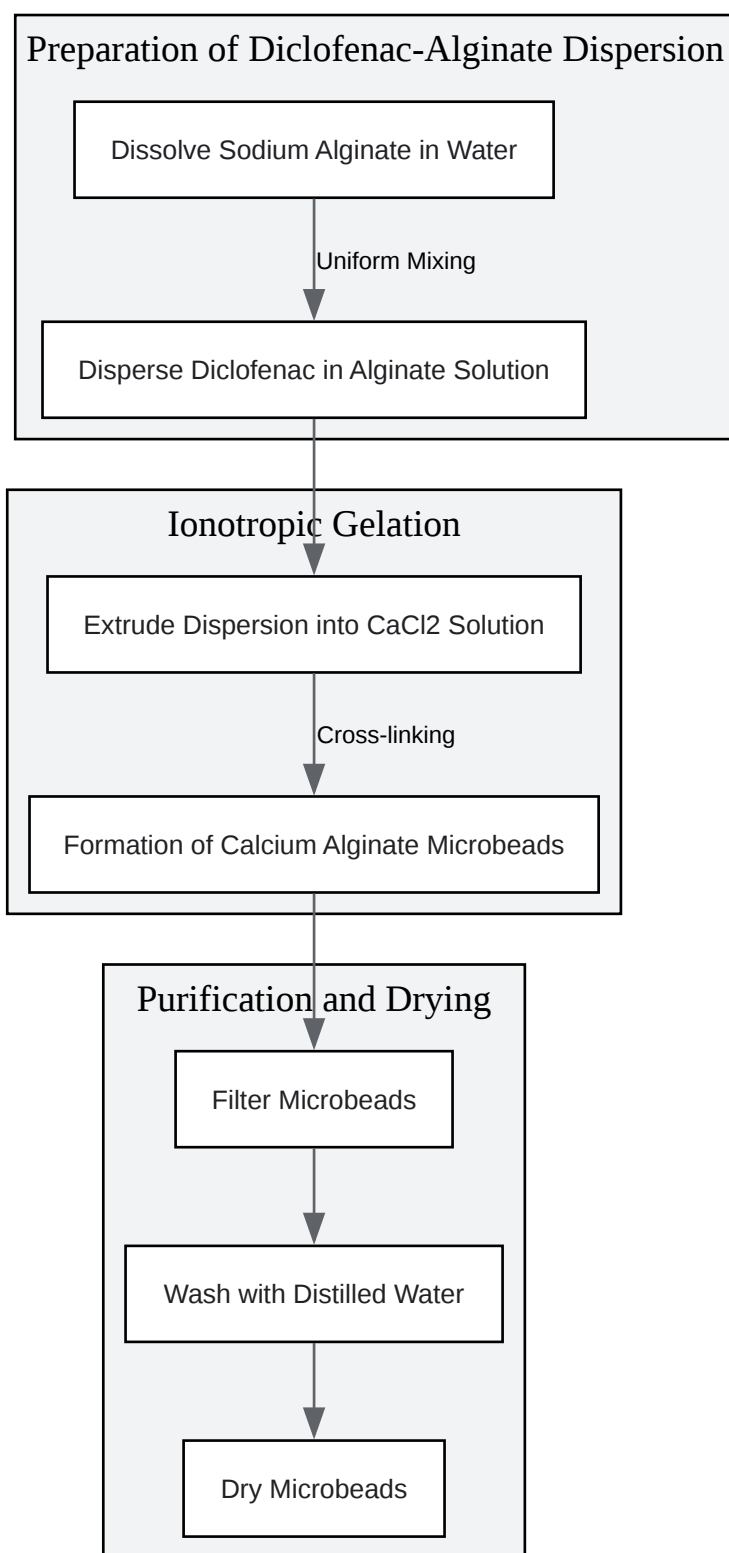 Preparation of Diclofenac-Alginate Dispersion
Dissolve Sodium Alginate in Water
Uniform Mixing
Disperse Diclofenac in Alginate Solution
Ionotropic Gelation
Extrude Dispersion into CaCl2 Solution
Cross-linking
Formation of Calcium Alginate Microbeads
Purification and Drying
Filter Microbeads
Wash with Distilled Water
Dry Microbeads